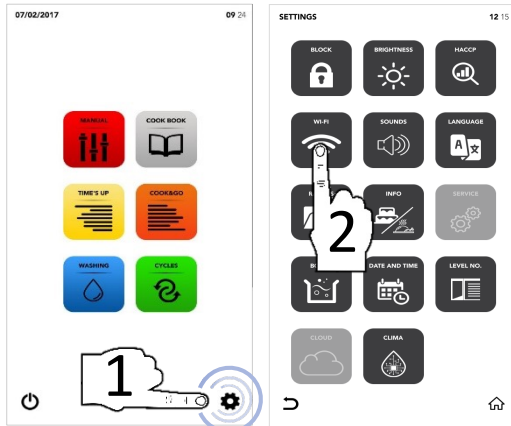 07/02/2017
09 24
MANUAL
COOK BOOK
TIME'S UP
COOK&GO
WASHING
CYCLES
1
SETTINGS
12 15
BLOCK
BRIGHTNESS
HACCP
WI-FI
SOUNDS
LANGUAGE
A
文
2
INFO
SERVICE
DATE AND TIME
LEVEL NO.
CLOUD
CLIMA